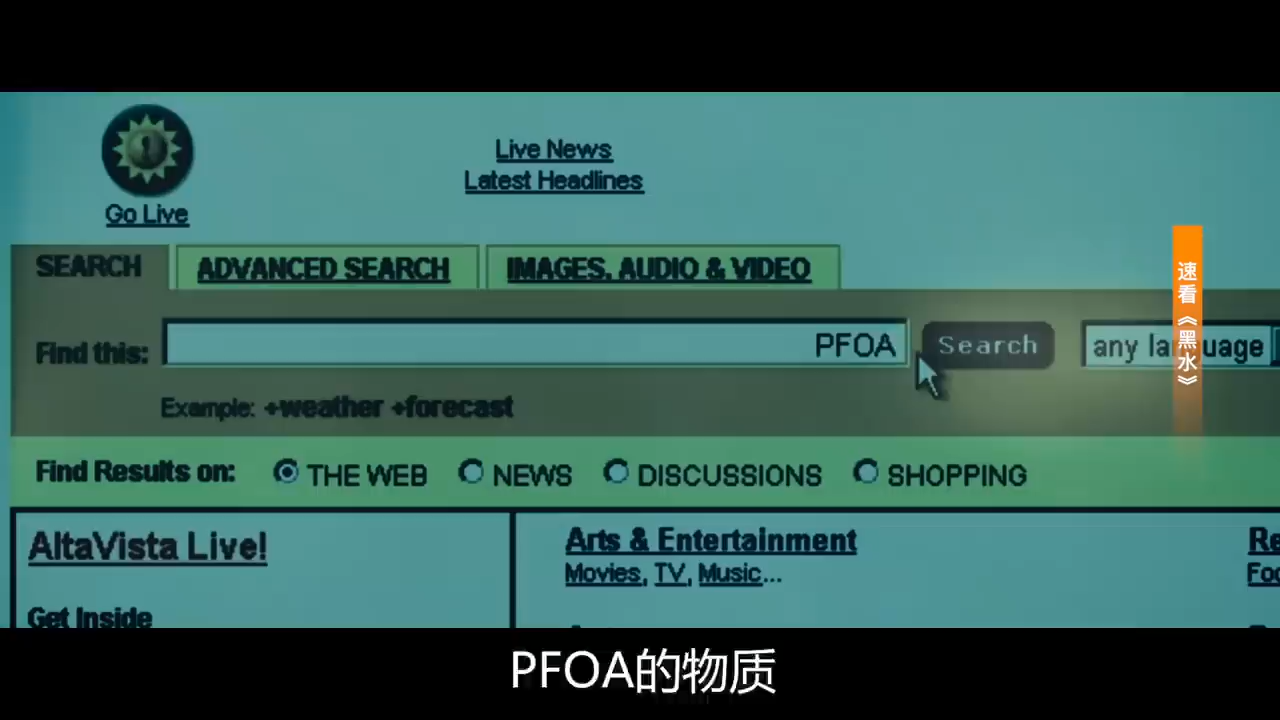 Live News
Latest Headlines
Go Live
SEARCH
ADVANCED SEARCH
IMAGES, AUDIO & VIDEO
Find this:
PFOA
Search
any language
Example: +weather +forecast
Find Results on:
THE WEB
NEWS
DISCUSSIONS
SHOPPING
AltaVista Live!
Get Inside
Arts & Entertainment
Movies, TV, Music...
速看《黑水》
PFOA的物质